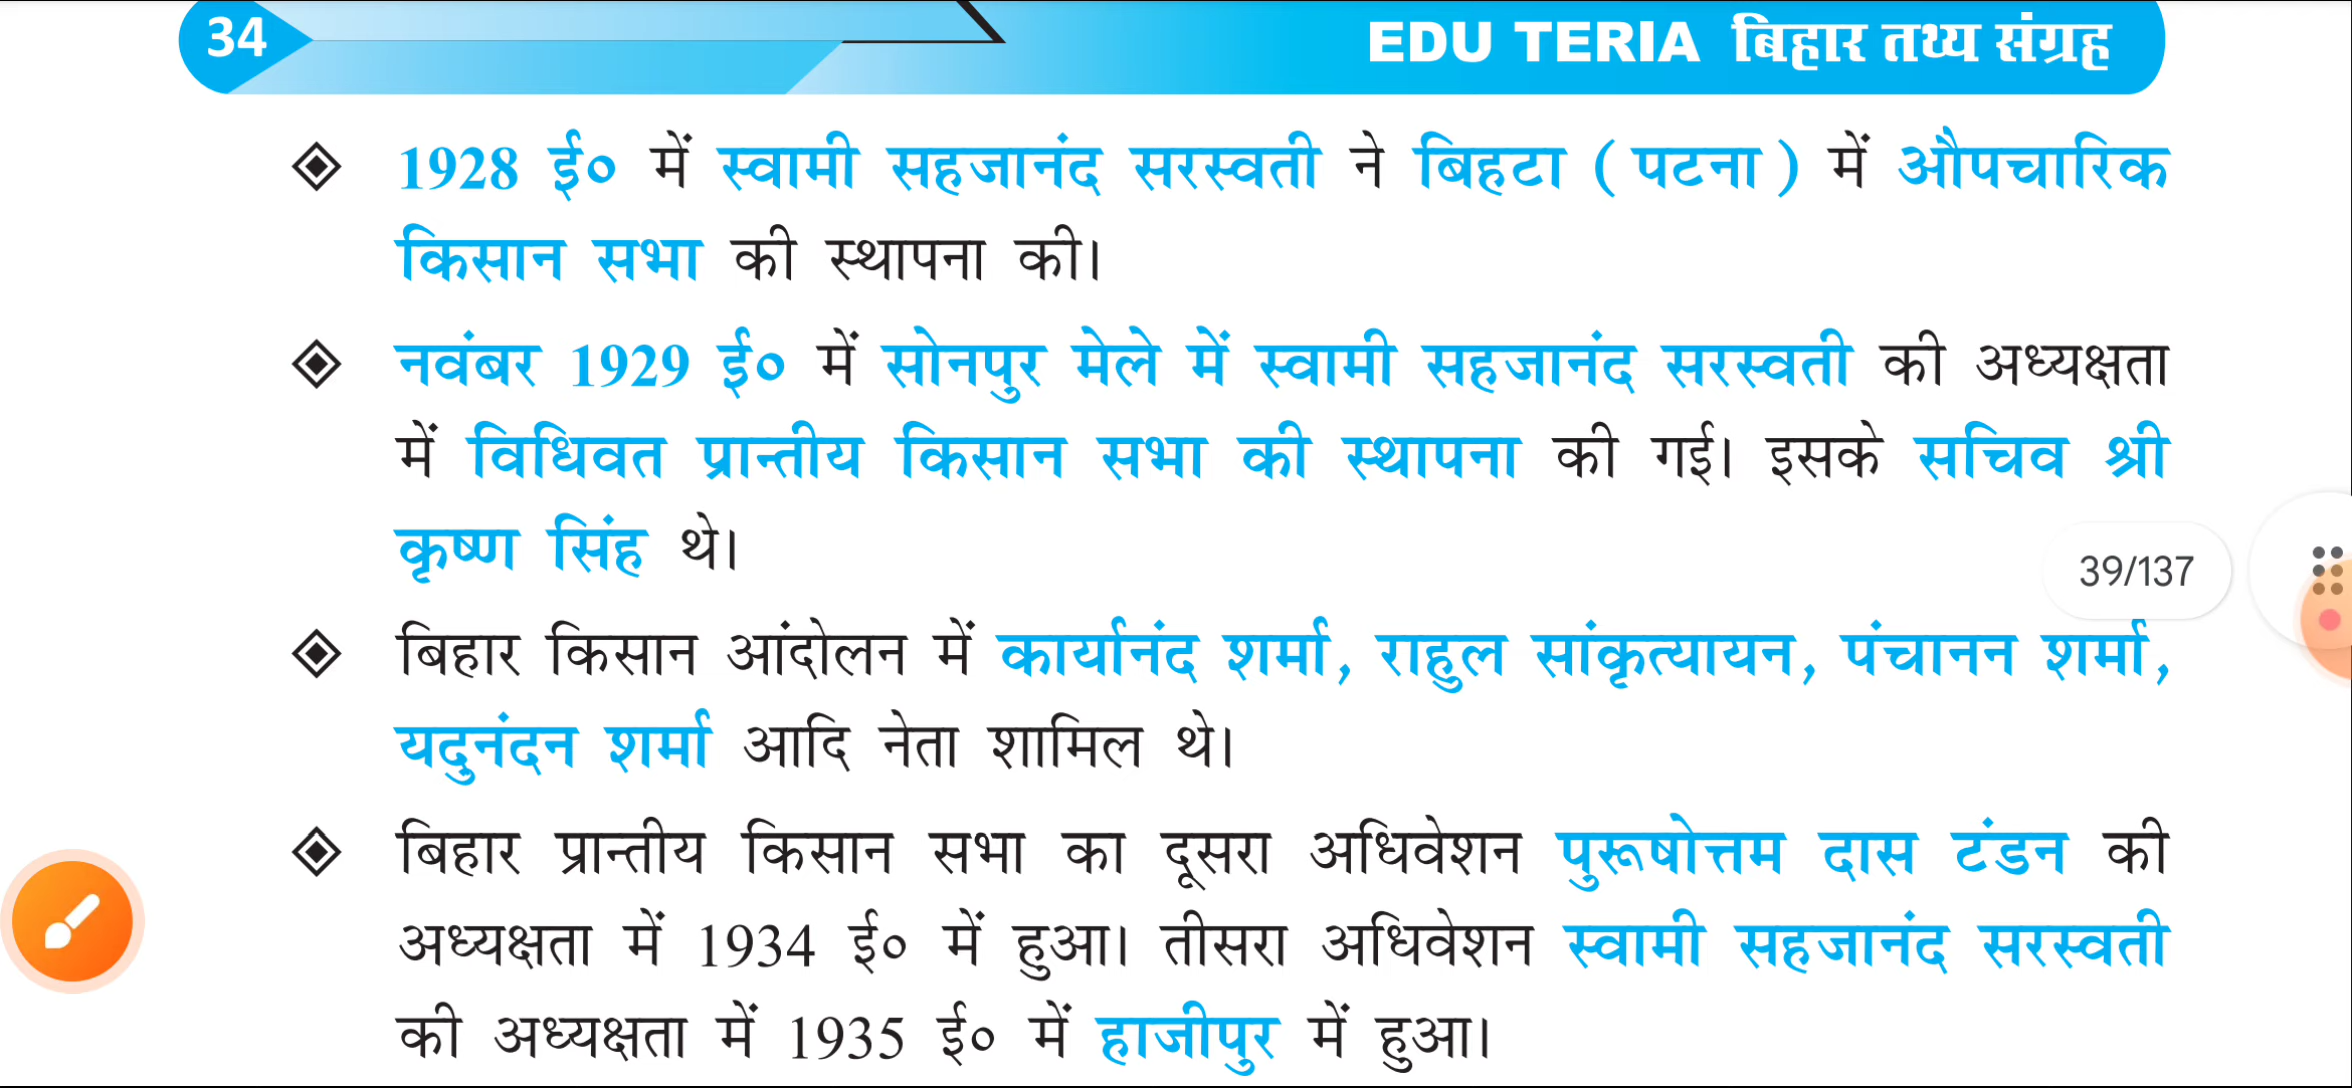 34
EDU TERIA बिहार तथ्य संग्रह
1928 ई० में स्वामी सहजानंद सरस्वती ने बिहटा (पटना) में औपचारिक
किसान सभा की स्थापना की।
नवंबर 1929 ई० में सोनपुर मेले में स्वामी सहजानंद सरस्वती की अध्यक्षता
में विधिवत प्रान्तीय किसान सभा की स्थापना की गई। इसके सचिव श्री
कृष्ण सिंह थे।
39/137
बिहार किसान आंदोलन में कार्यानंद शर्मा, राहुल सांकृत्यायन, पंचानन शर्मा,
यदुनंदन शर्मा आदि नेता शामिल थे।
बिहार प्रान्तीय किसान सभा का दूसरा अधिवेशन पुरूषोत्तम दास टंडन की
अध्यक्षता में 1934 ई० में हुआ। तीसरा अधिवेशन स्वामी सहजानंद सरस्वती
की अध्यक्षता में 1935 ई० में हाजीपुर में हुआ।